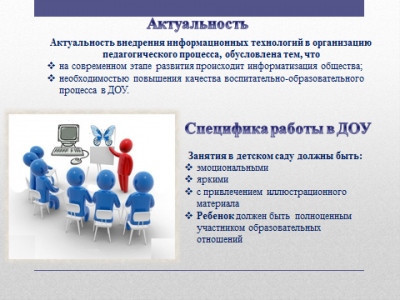 Актуальность
Актуальность внедрения информационных технологий в организацию
педагогического процесса, обусловлена тем, что
❖ на современном этапе развития происходит информатизация общества;
❖ необходимостью повышения качества воспитательно-образовательного
процесса в ДОУ.
Специфика работы в ДОУ
Занятия в детском саду должны быть:
❖ эмоциональными
❖ яркими
❖ с привлечением иллюстрационного
материала
❖ Ребенок должен быть полноценным
участником образовательных
отношений